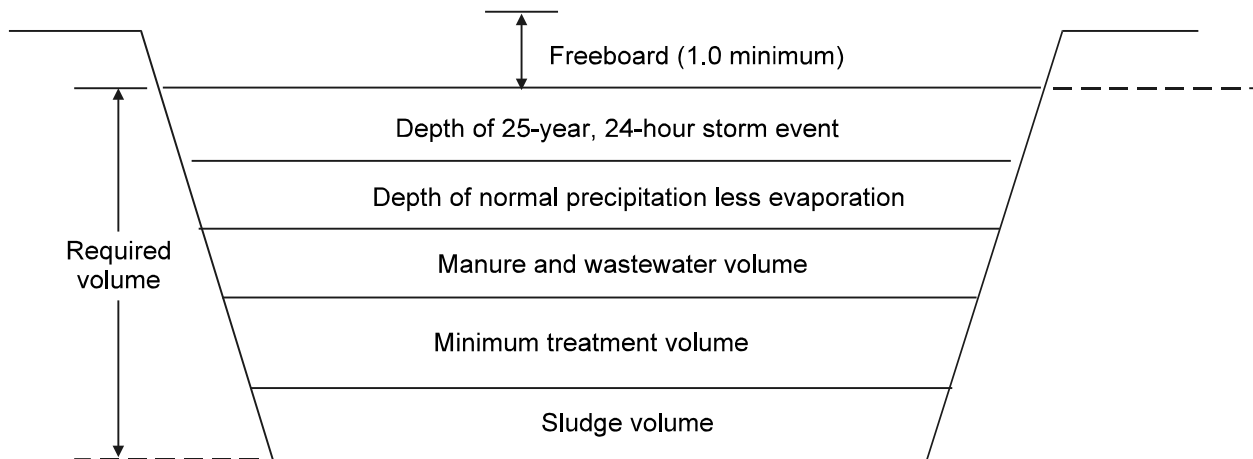 Freeboard (1.0 minimum)
Depth of 25-year, 24-hour storm event
Depth of normal precipitation less evaporation
Required
volume
Manure and wastewater volume
Minimum treatment volume
Sludge volume